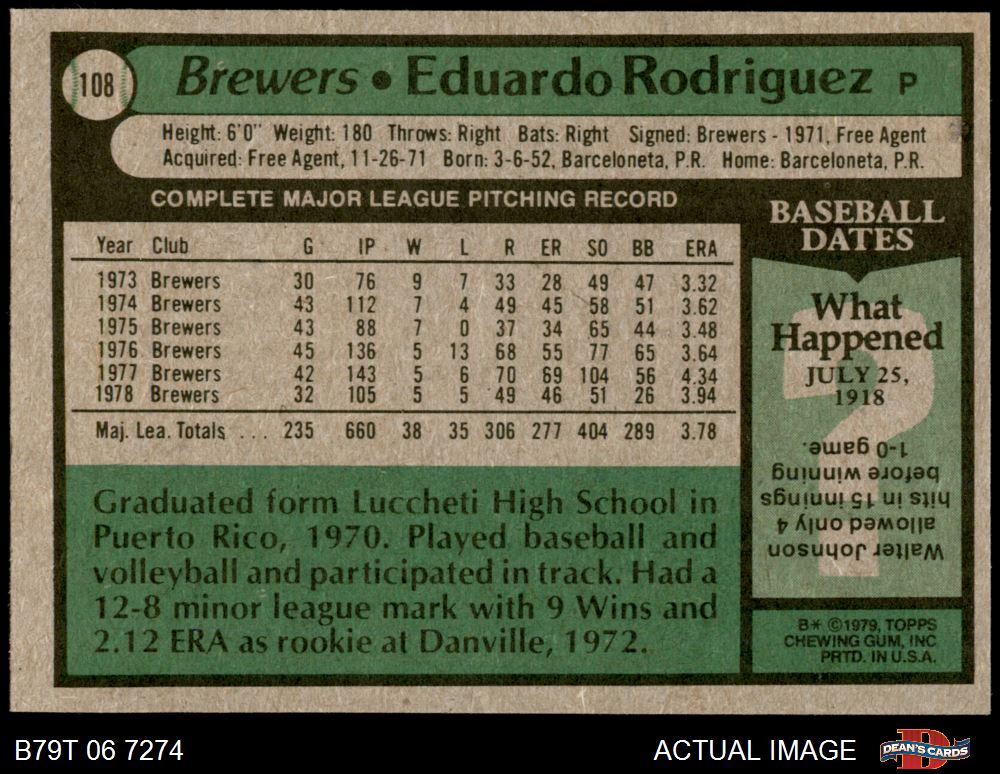 108
Brewers • Eduardo Rodriguez P
Height: 6'0" Weight: 180 Throws: Right Bats: Right Signed: Brewers - 1971, Free Agent
Acquired: Free Agent, 11-26-71 Born: 3-6-52, Barceloneta, P.R. Home: Barceloneta, P.R.
COMPLETE MAJOR LEAGUE PITCHING RECORD
Year Club G IP W L R ER SO BB ERA
1973 Brewers 30 76 9 7 33 28 49 47 3.32
1974 Brewers 43 112 7 4 49 45 58 51 3.62
1975 Brewers 43 88 7 0 37 34 65 44 3.48
1976 Brewers 45 136 5 13 68 55 77 65 3.64
1977 Brewers 42 143 5 6 70 69 104 56 4.34
1978 Brewers 32 105 5 5 49 46 51 26 3.94
Maj. Lea. Totals ... 235 660 38 35 306 277 404 289 3.78
Graduated form Luccheti High School in
Puerto Rico, 1970. Played baseball and
volleyball and participated in track. Had a
12-8 minor league mark with 9 Wins and
2.12 ERA as rookie at Danville, 1972.
BASEBALL
DATES
What
Happened
JULY 25,
1918
?
Walter Johnson
allowed only 4
hits in 15 innings
before winning
1-0 game.
B* ©1979, TOPPS
CHEWING GUM, INC
PRTD. IN U.S.A.
B79T 06 7274
ACTUAL IMAGE
DEAN'S CARDS